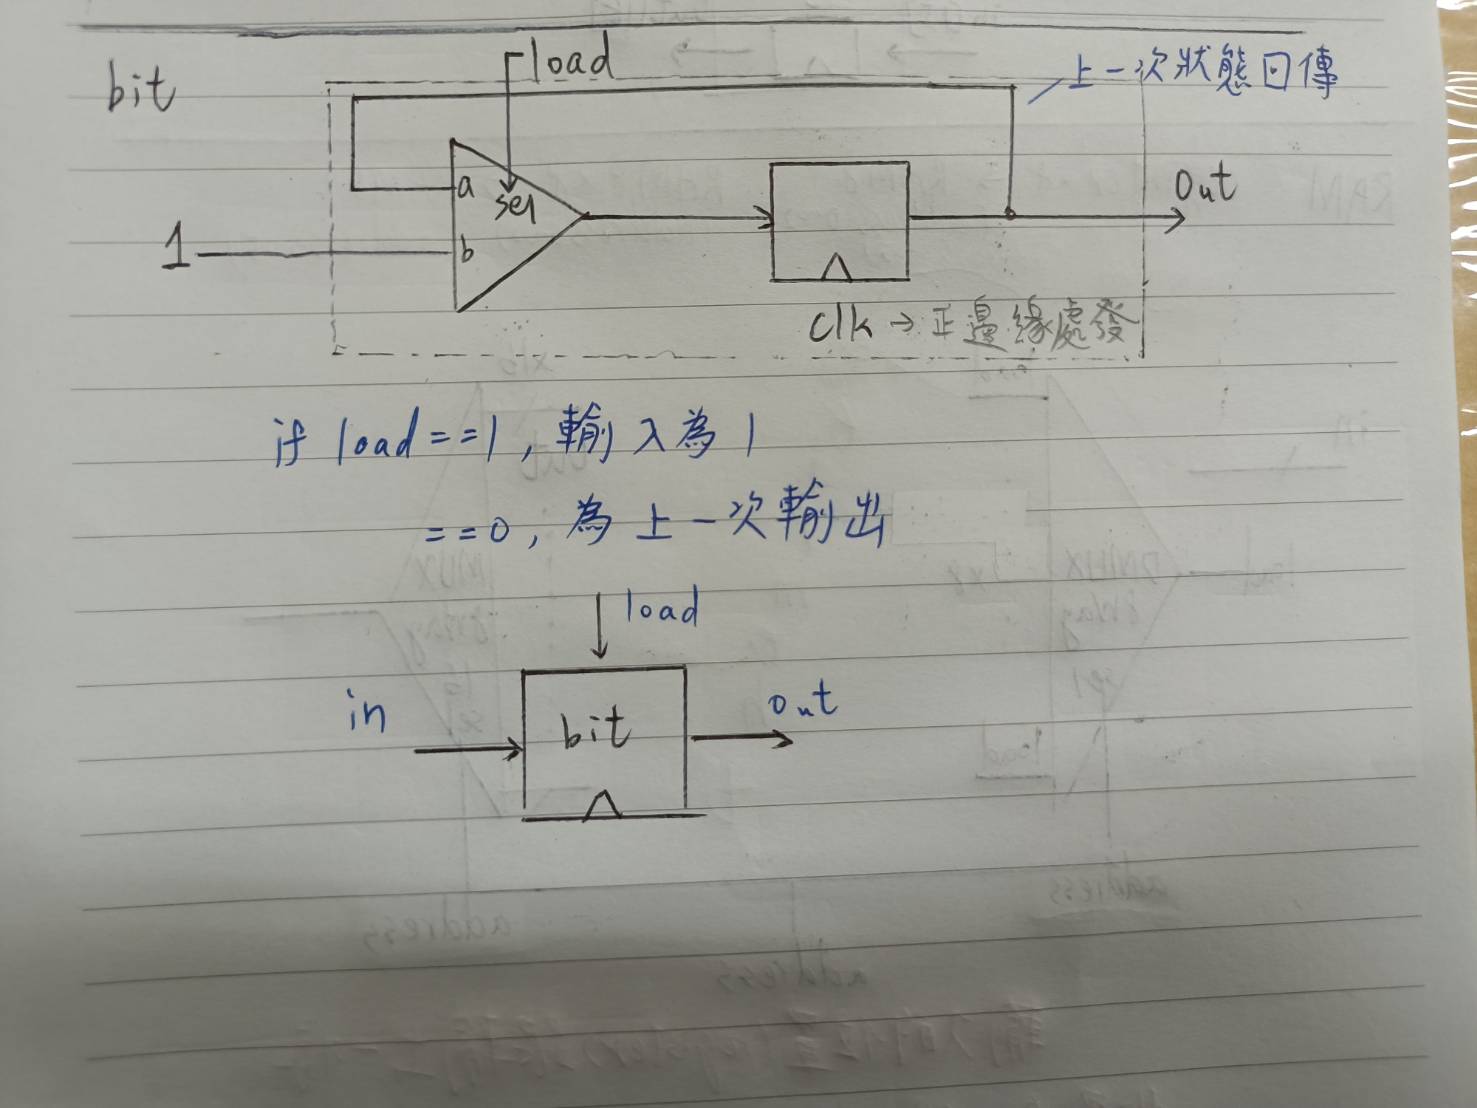 bit
load
上一次狀態回傳
a
sel
Out
1
b
clk → 正邊緣處發
if load==1, 輸入為1
==0, 為上一次輸出
load
in
out
bit